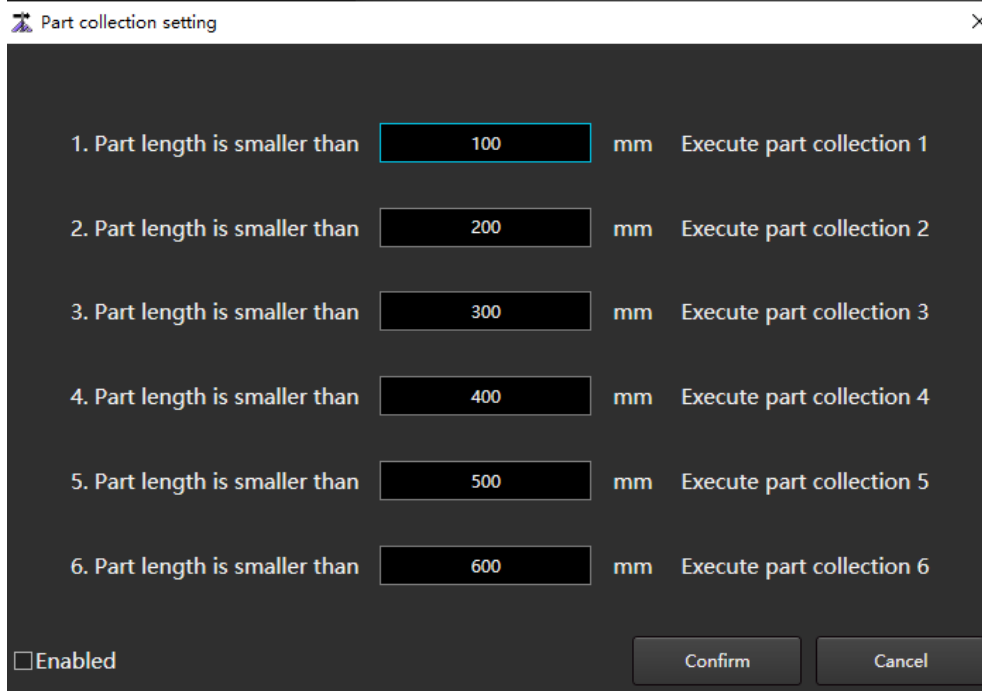 Part collection setting
1. Part length is smaller than 100 mm Execute part collection 1
2. Part length is smaller than 200 mm Execute part collection 2
3. Part length is smaller than 300 mm Execute part collection 3
4. Part length is smaller than 400 mm Execute part collection 4
5. Part length is smaller than 500 mm Execute part collection 5
6. Part length is smaller than 600 mm Execute part collection 6
Enabled Confirm Cancel